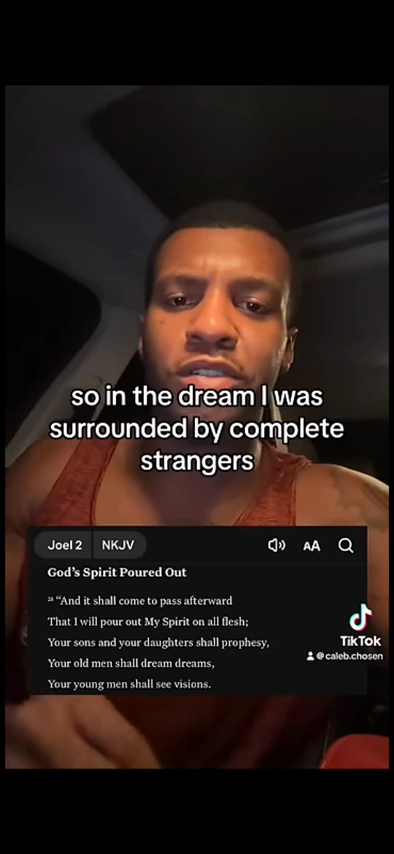 so in the dream I was
surrounded by complete
strangers
Joel 2 NKJV AA
God's Spirit Poured Out
28 "And it shall come to pass afterward
That I will pour out My Spirit on all flesh;
Your sons and your daughters shall prophesy,
Your old men shall dream dreams,
Your young men shall see visions.
TikTok
@caleb.chosen